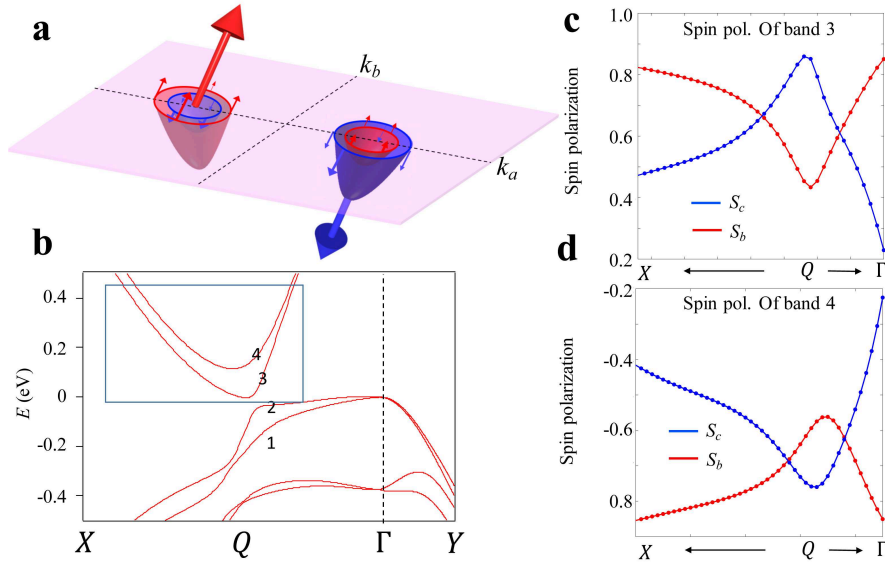 a
k_b
k_a
b
E (eV)
0.4
0.2
0
-0.2
-0.4
4
3
2
1
X
Q
Γ
Y
c
Spin pol. Of band 3
Spin polarization
1.0
0.8
0.6
0.4
0.2
S_c
S_b
X
Q
Γ
d
Spin pol. Of band 4
Spin polarization
-0.2
-0.4
-0.6
0.8
S_c
S_b
X
Q
Γ